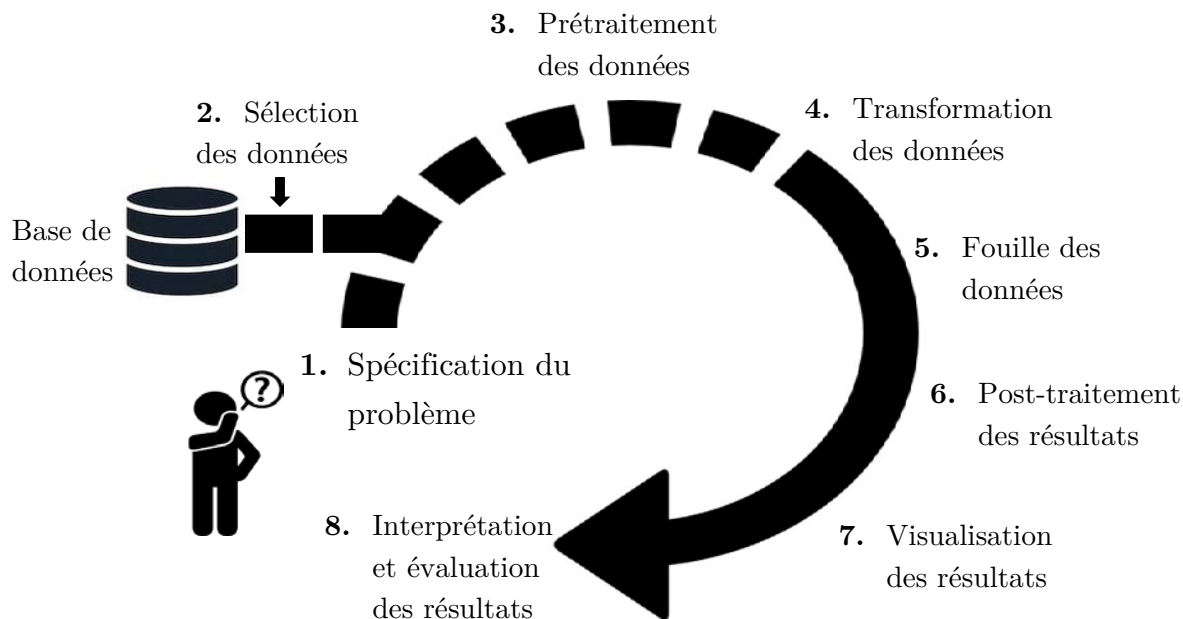 3. Prétraitement
des données
2. Sélection
des données
4. Transformation
des données
Base de
données
5. Fouille des
données
?
1. Spécification du
problème
6. Post-traitement
des résultats
8. Interprétation
et évaluation
des résultats
7. Visualisation
des résultats